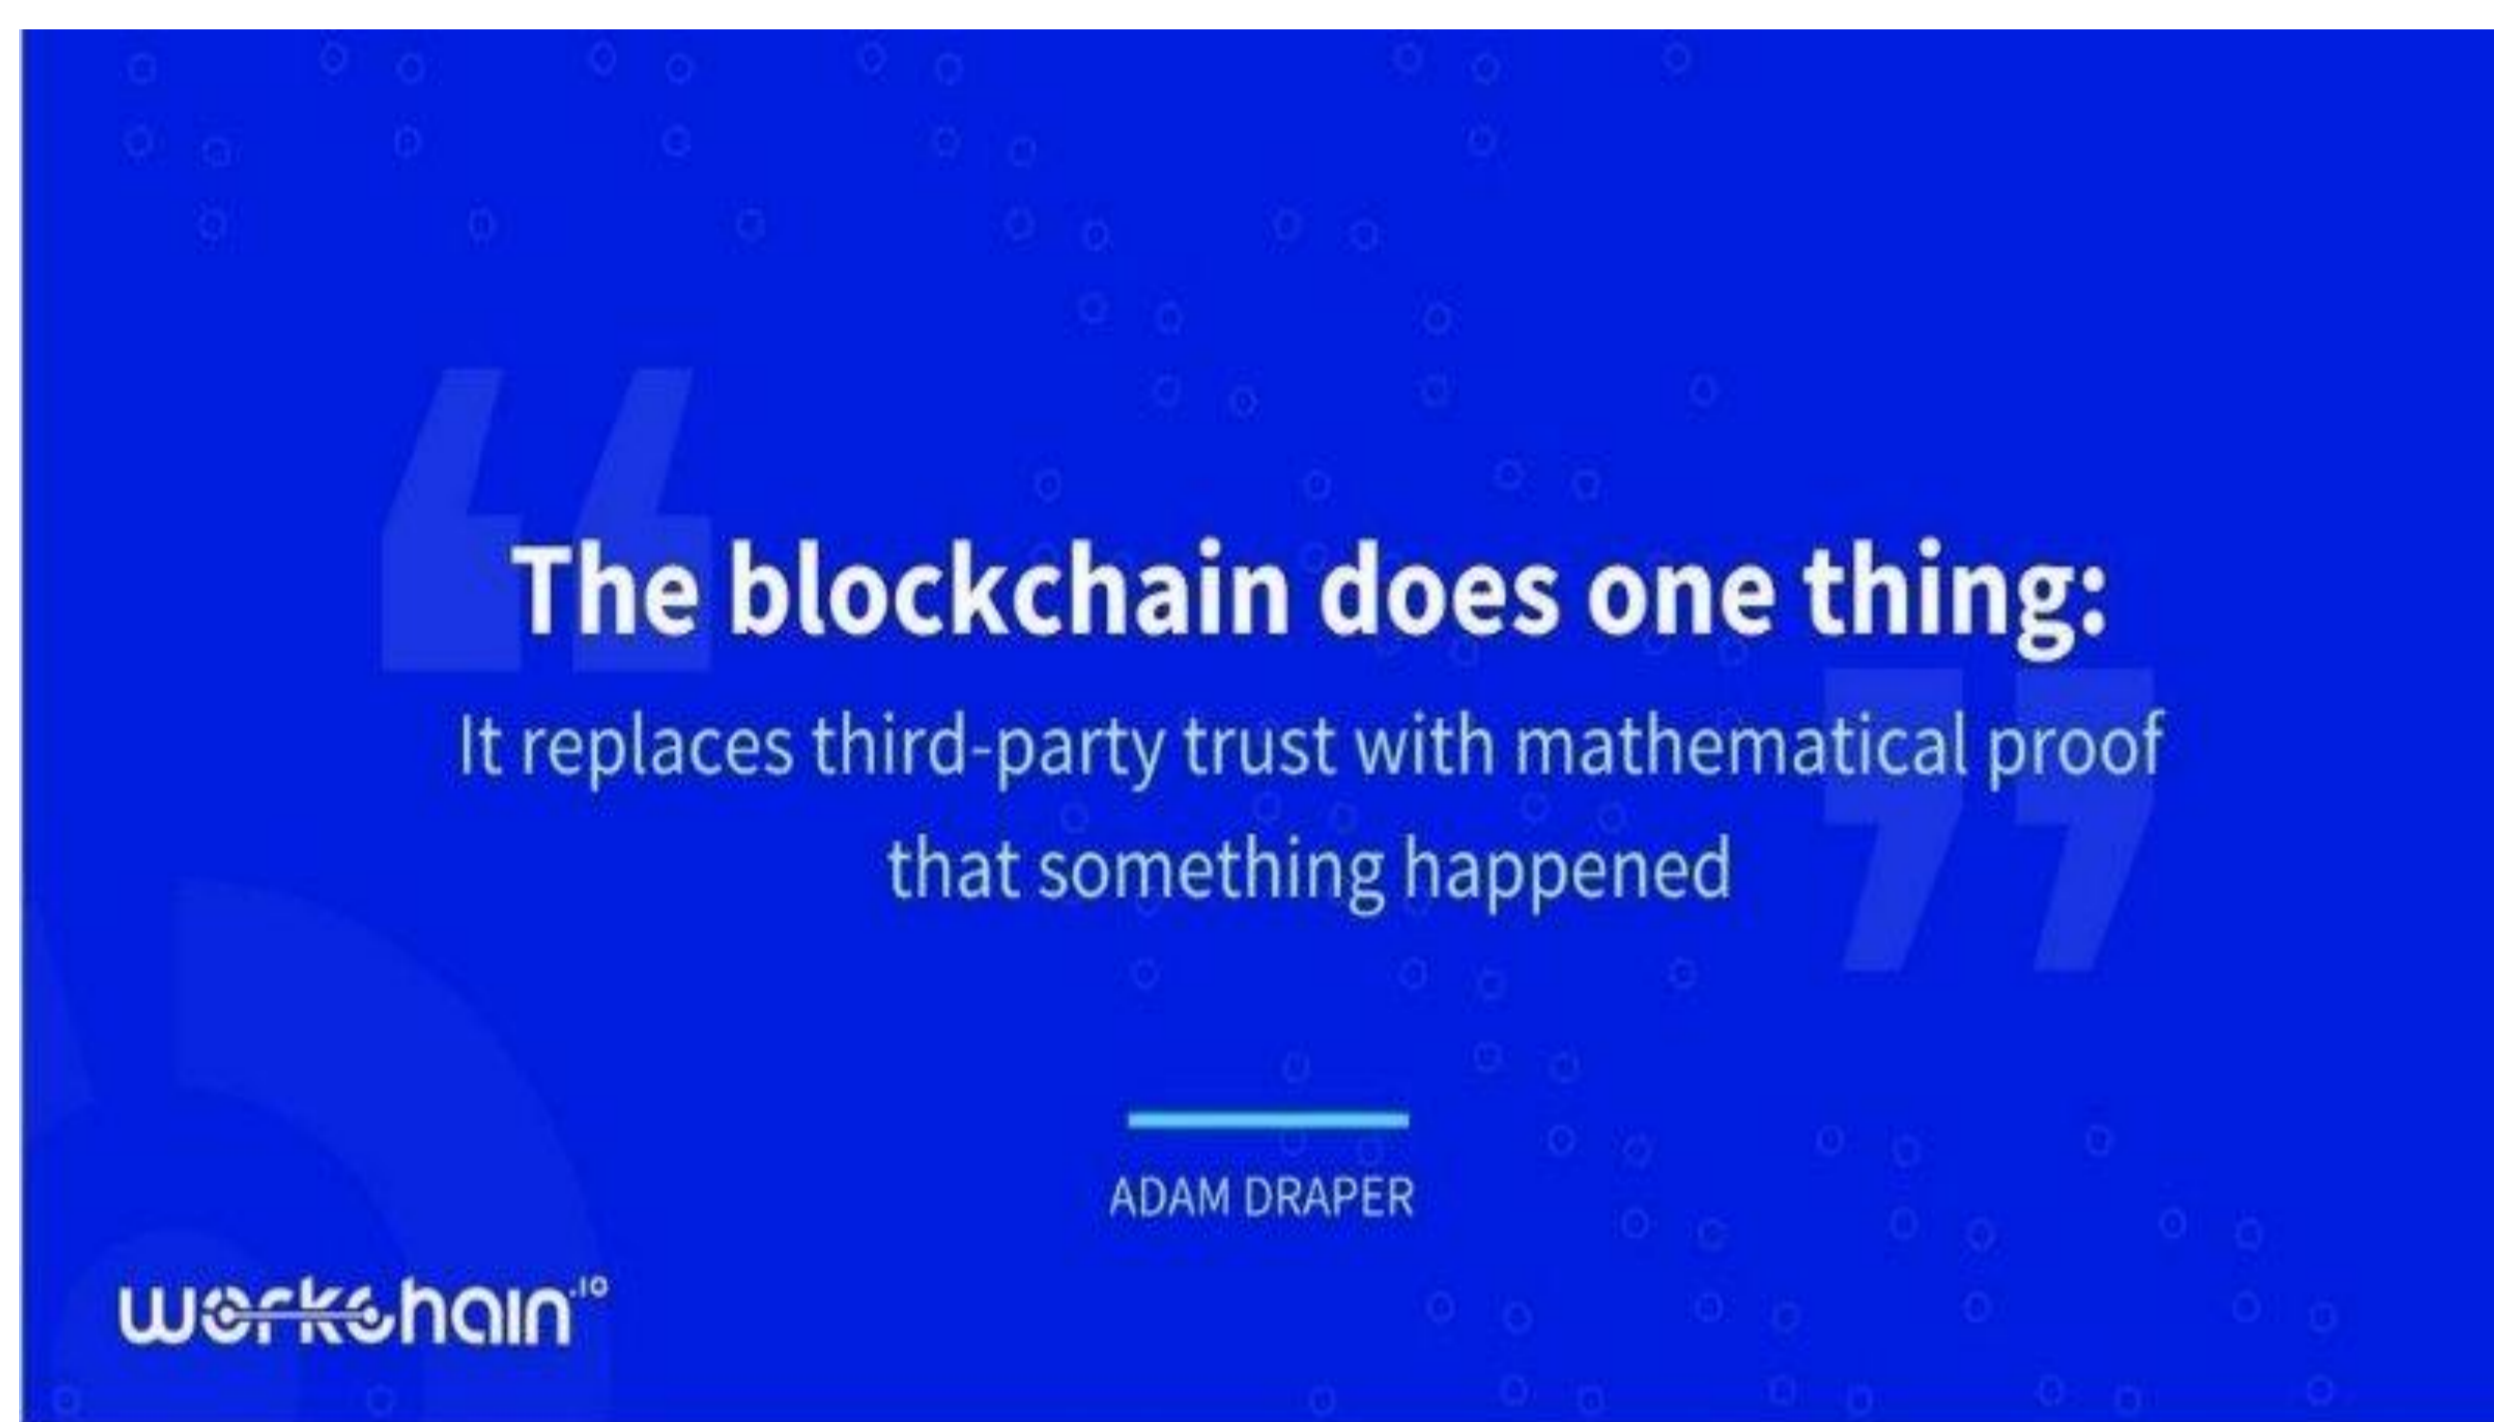 The blockchain does one thing:
It replaces third-party trust with mathematical proof
that something happened
ADAM DRAPER
workchain.io